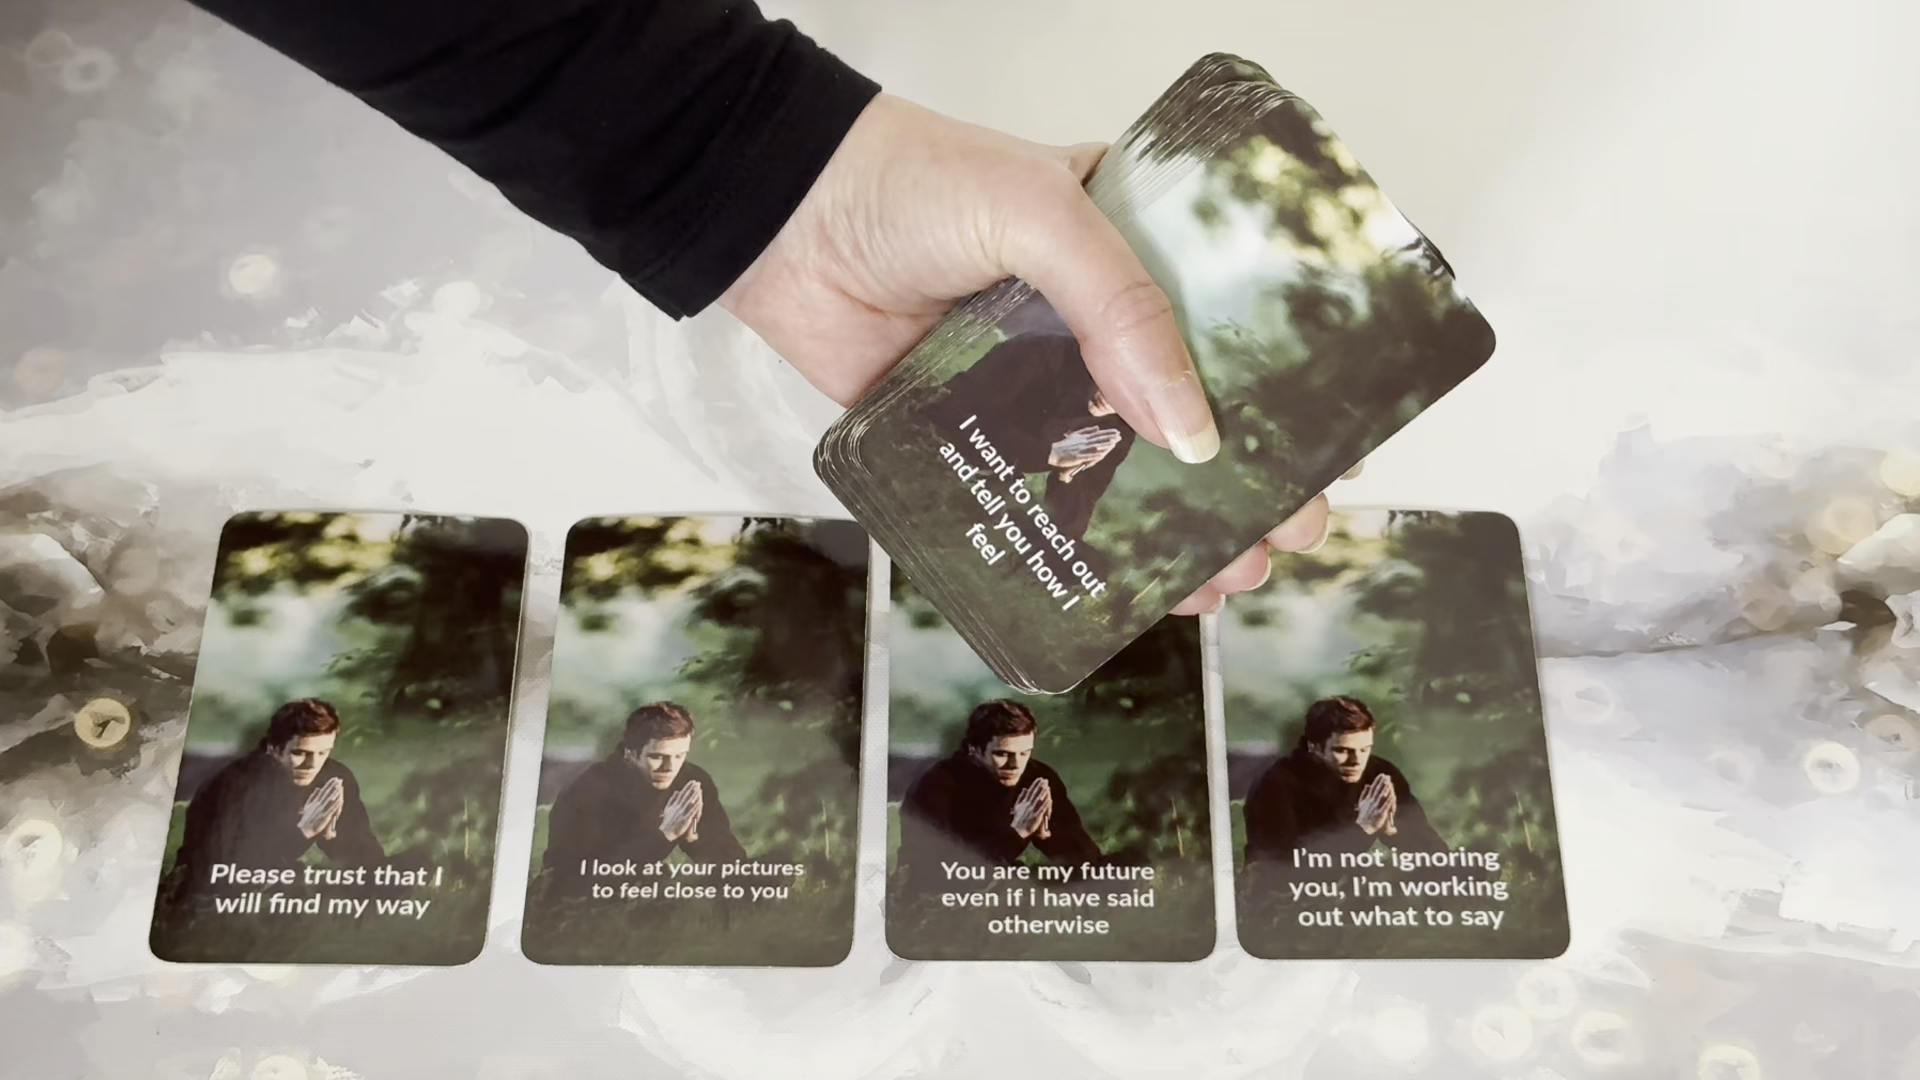 I want to reach out
and tell you how I
feel
Please trust that I
will find my way
I look at your pictures
to feel close to you
You are my future
even if i have said
otherwise
I'm not ignoring
you, I'm working
out what to say